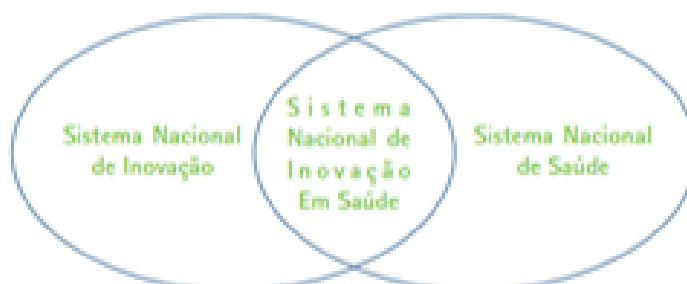 Sistema Nacional
de Inovação
Sistema
Nacional de
Inovação
Em Saúde
Sistema Nacional
de Saúde